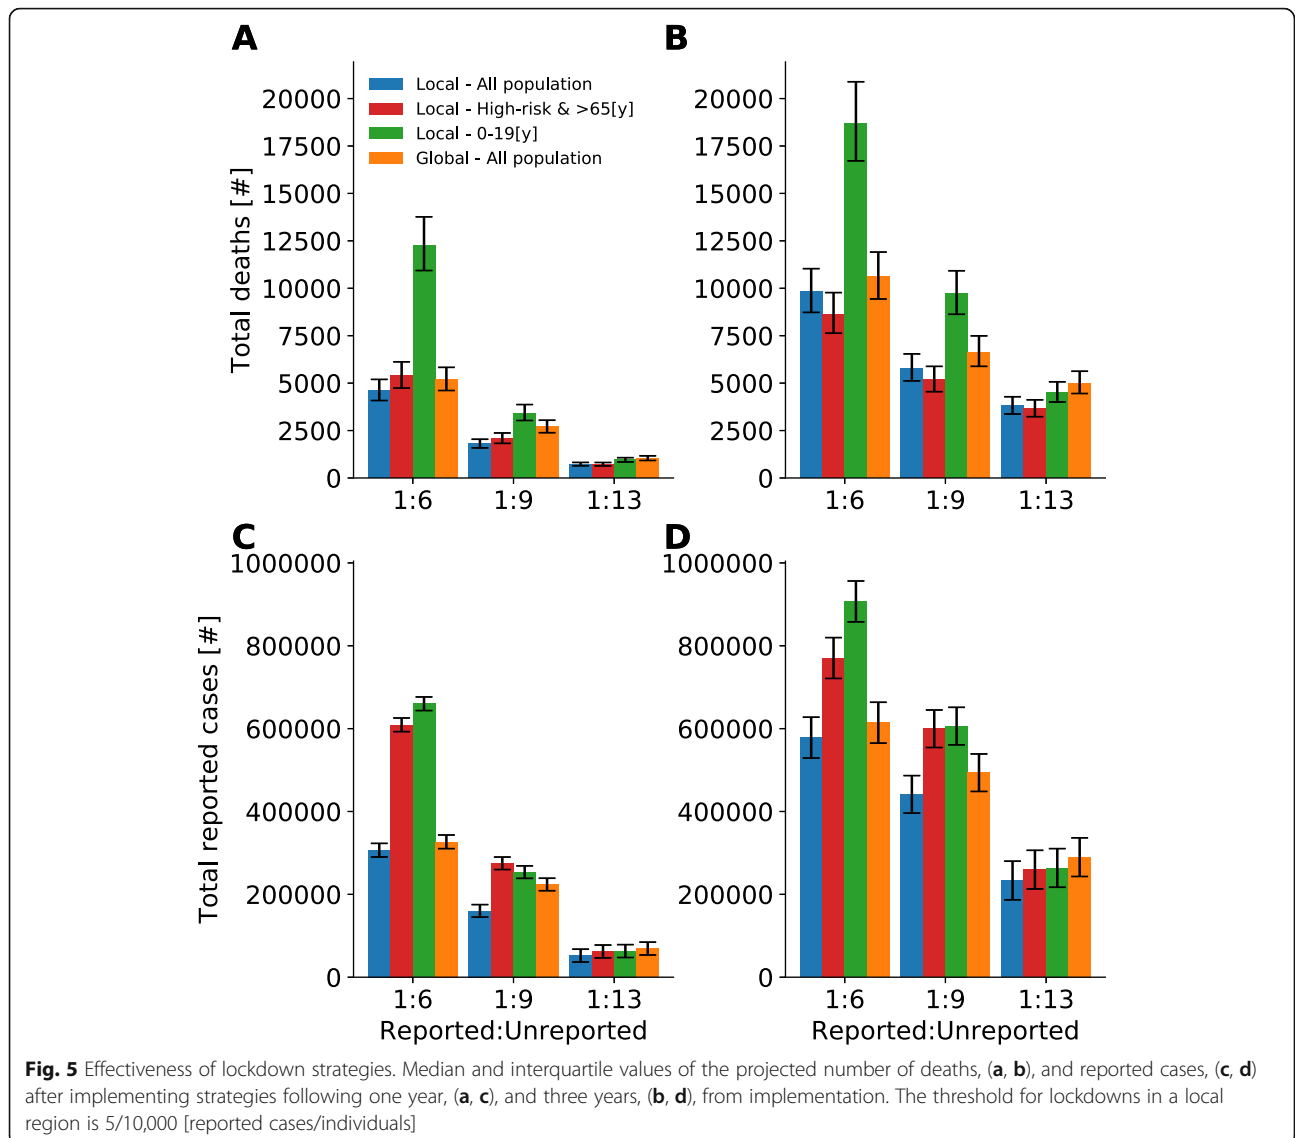 A
Total deaths [#]
20000
17500
15000
12500
10000
7500
5000
2500
0
Local - All population
Local - High-risk & >65[y]
Local - 0-19[y]
Global - All population
1:6 1:9 1:13
B
20000
17500
15000
12500
10000
7500
5000
2500
0
1:6 1:9 1:13
C
Total reported cases [#]
1000000
800000
600000
400000
200000
0
1:6 1:9 1:13
Reported:Unreported
D
1000000
800000
600000
400000
200000
0
1:6 1:9 1:13
Reported:Unreported
Fig. 5 Effectiveness of lockdown strategies. Median and interquartile values of the projected number of deaths, (a, b), and reported cases, (c, d)
after implementing strategies following one year, (a, c), and three years, (b, d), from implementation. The threshold for lockdowns in a local
region is 5/10,000 [reported cases/individuals]